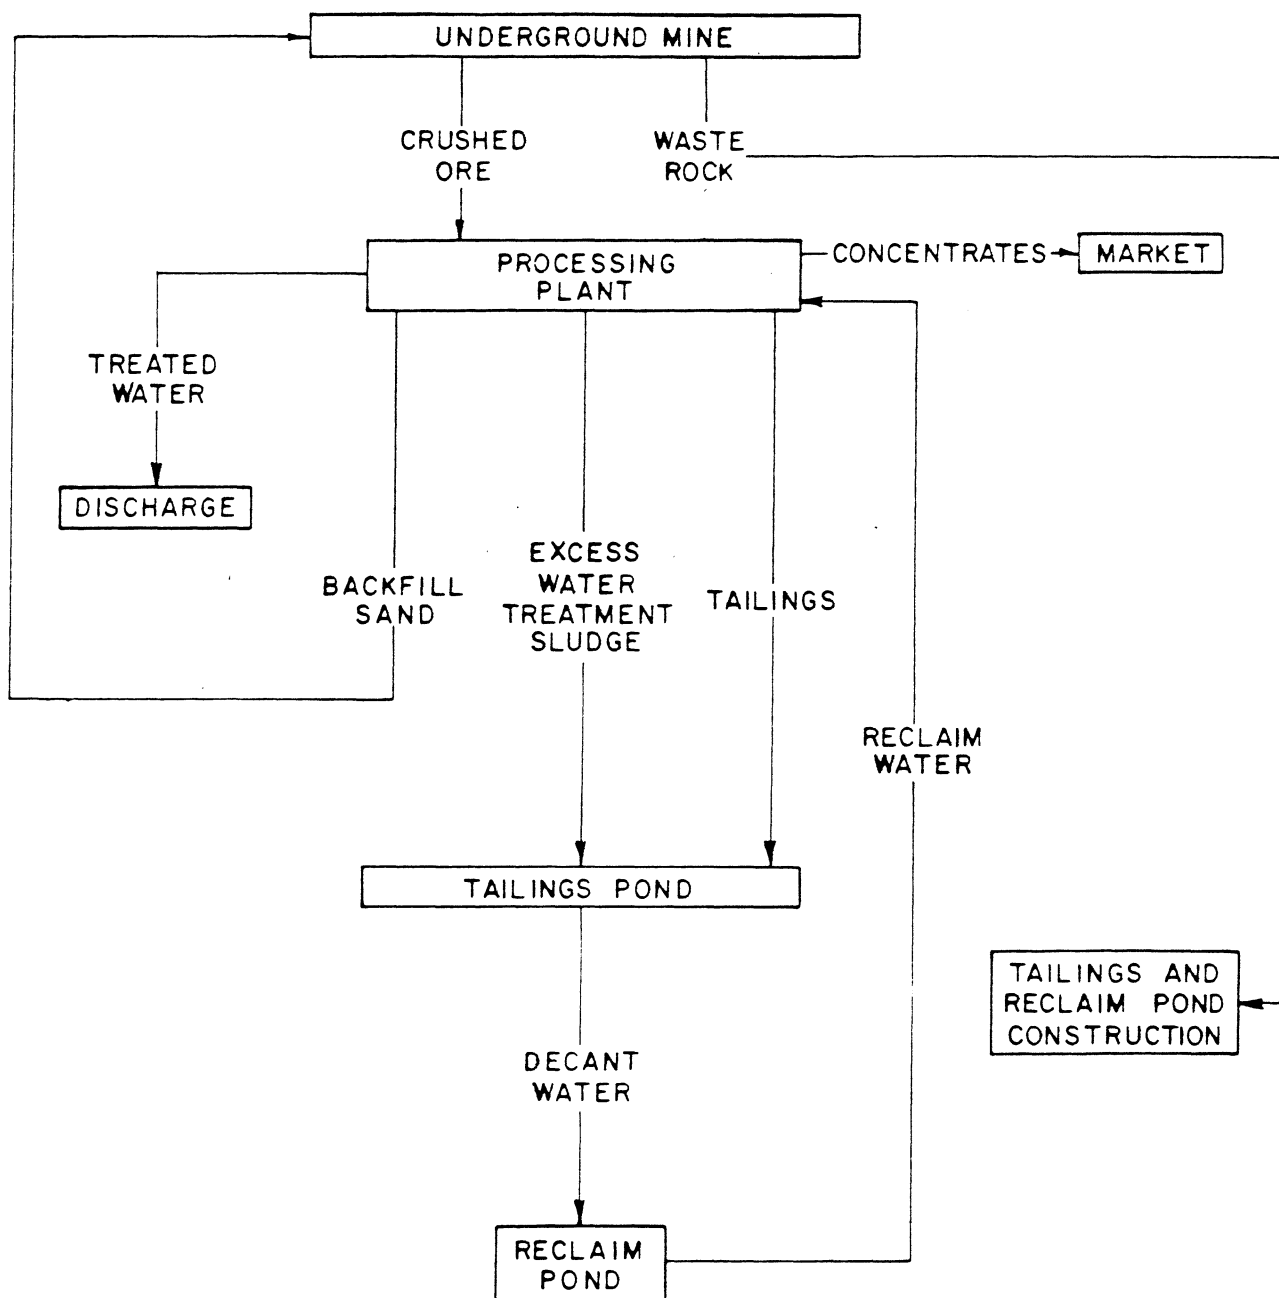 UNDERGROUND MINE
CRUSHED
ORE
WASTE
ROCK
PROCESSING
PLANT
CONCENTRATES
MARKET
TREATED
WATER
DISCHARGE
BACKFILL
SAND
EXCESS
WATER
TREATMENT
SLUDGE
TAILINGS
RECLAIM
WATER
TAILINGS POND
TAILINGS AND
RECLAIM POND
CONSTRUCTION
DECANT
WATER
RECLAIM
POND